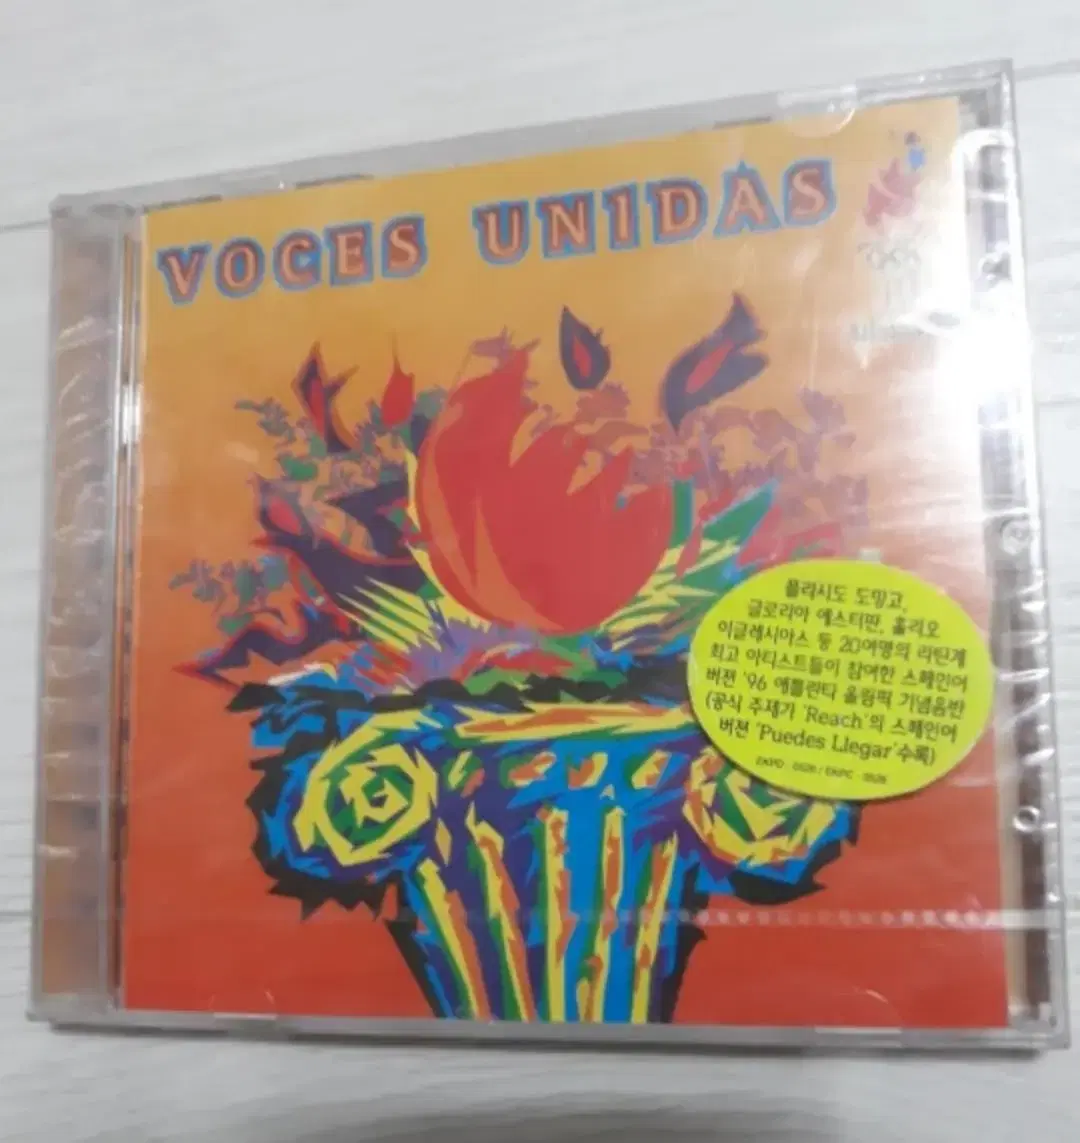 VOCES UNIDAS
플라시도 도밍고,
글로리아 에스터판, 훌리오
이글레시아스 등 20여명의 라틴계
최고 아티스트들이 참여한 스페인어
버젼 '96 애틀란타 올림픽 기념음반
(공식 주제가 'Reach'의 스페인어
버젼 'Puedes Llegar'수록)